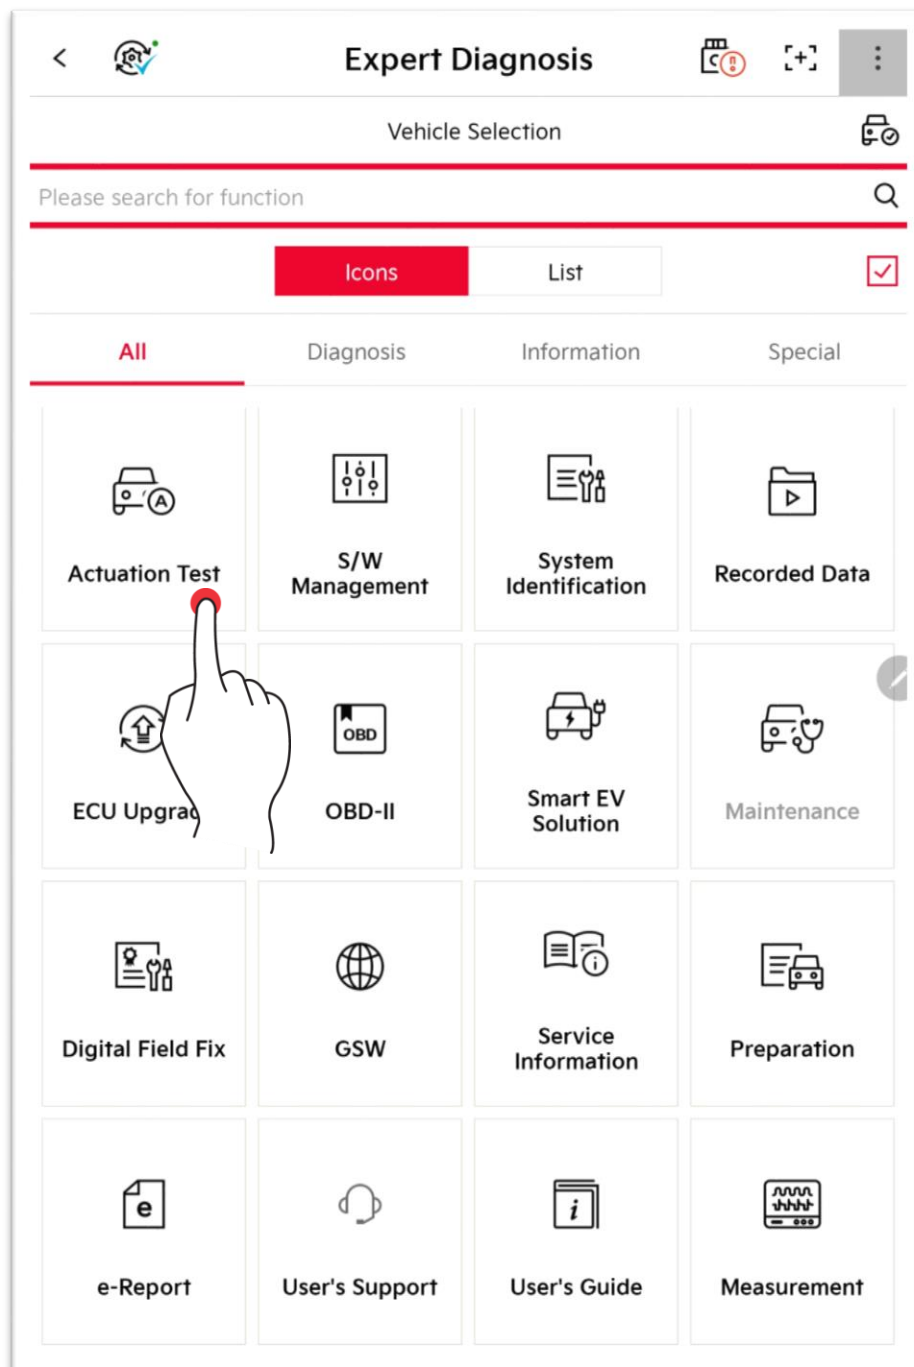 Expert Diagnosis
Vehicle Selection
Please search for function
Icons
List
All
Diagnosis
Information
Special
A
Actuation Test
S/W
Management
System
Identification
Recorded Data
ECU Upgrad
OBD
OBD-II
Smart EV
Solution
Maintenance
Digital Field Fix
GSW
i
Service
Information
Preparation
e
e-Report
User's Support
i
User's Guide
Measurement